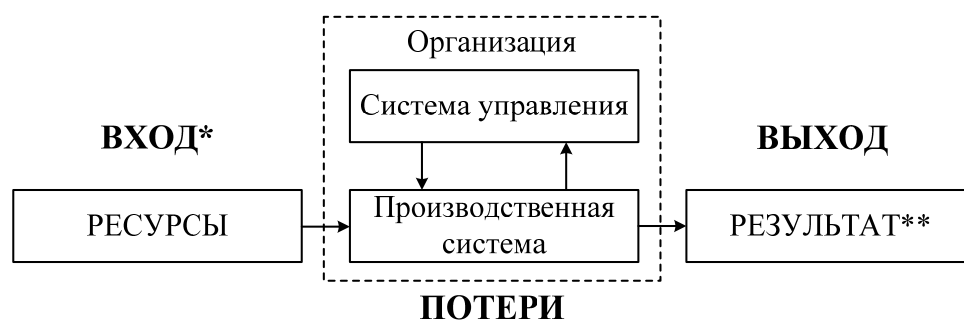 Организация
Система управления
ВХОД*
ВЫХОД
РЕСУРСЫ
Производственная
система
РЕЗУЛЬТАТ**
ПОТЕРИ